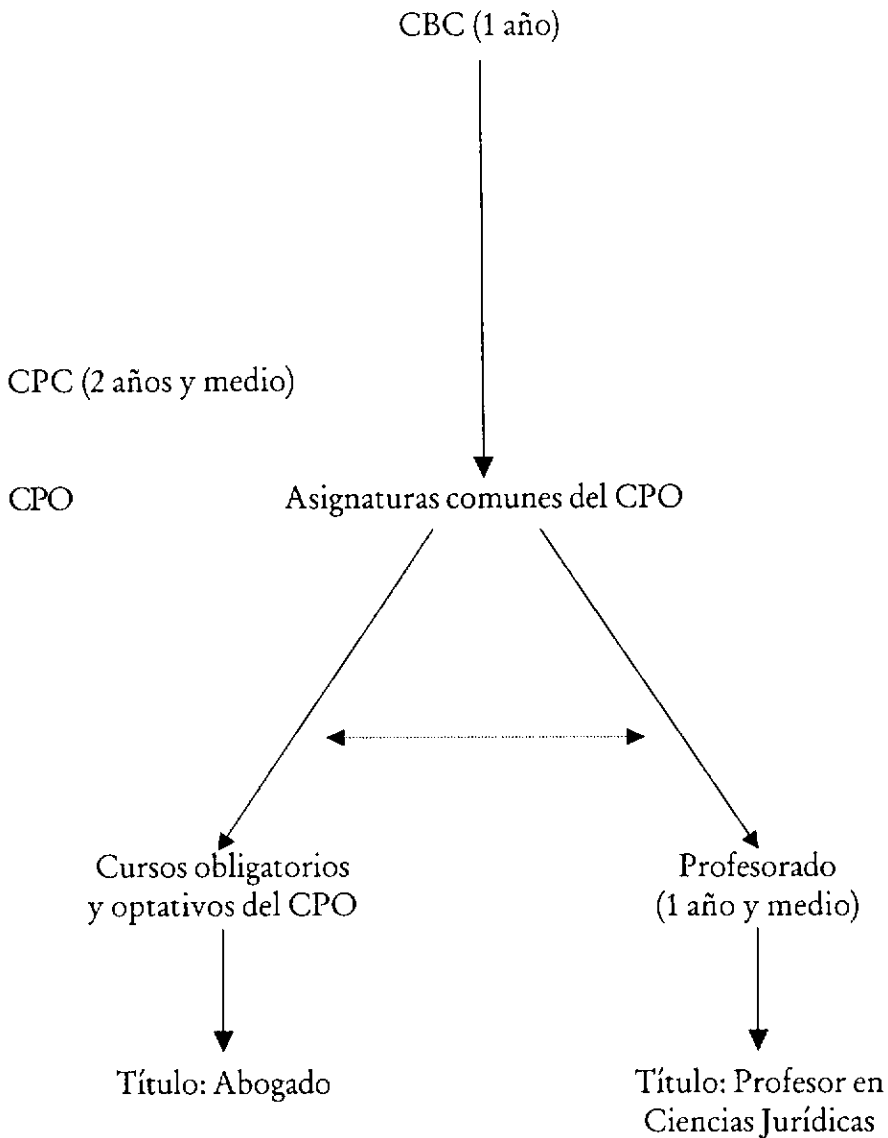 CBC (1 año)
CPC (2 años y medio)
CPO
Asignaturas comunes del CPO
Cursos obligatorios
y optativos del CPO
Profesorado
(1 año y medio)
Título: Abogado
Título: Profesor en
Ciencias Jurídicas